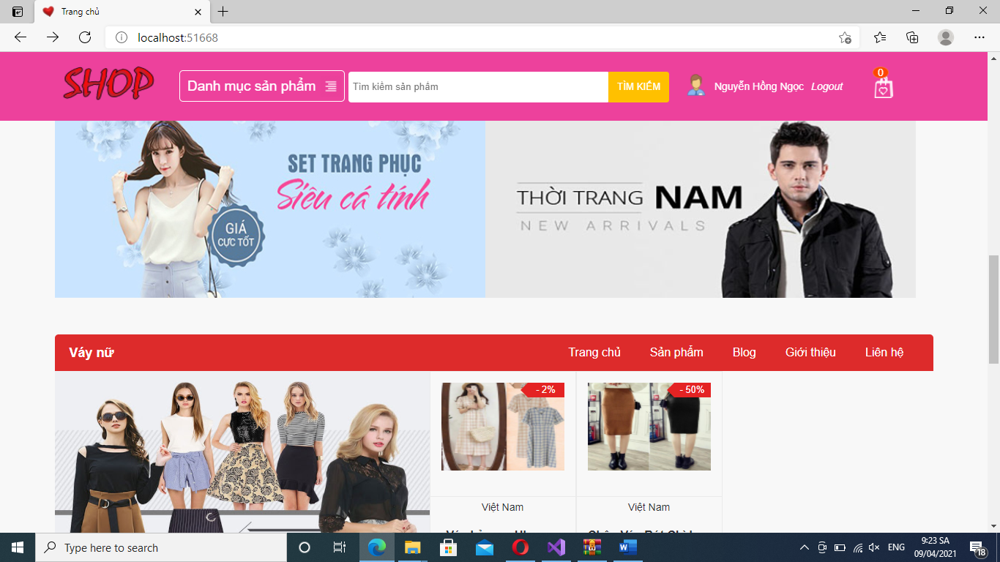 Trang chủ
localhost:51668
SHOP
Danh mục sản phẩm
Tìm kiếm sản phẩm
TÌM KIẾM
Nguyễn Hồng Ngọc Logout
0
SET TRANG PHỤC
Siêu cá tính
GIÁ
CỰC TỐT
THỜI TRANG NAM
NEW ARRIVALS
Váy nữ
Trang chủ Sản phẩm Blog Giới thiệu Liên hệ
- 2%
- 50%
Việt Nam
Việt Nam
Type here to search
ENG
9:23 SA
09/04/2021
18